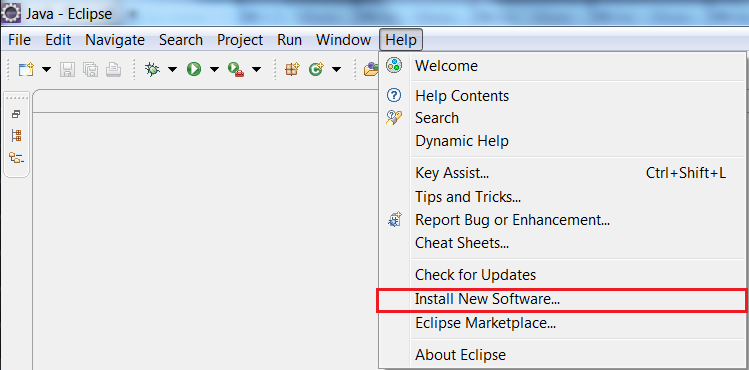 Java - Eclipse
File Edit Navigate Search Project Run Window Help
Welcome
Help Contents
Search
Dynamic Help
Key Assist... Ctrl+Shift+L
Tips and Tricks...
Report Bug or Enhancement...
Cheat Sheets...
Check for Updates
Install New Software...
Eclipse Marketplace...
About Eclipse